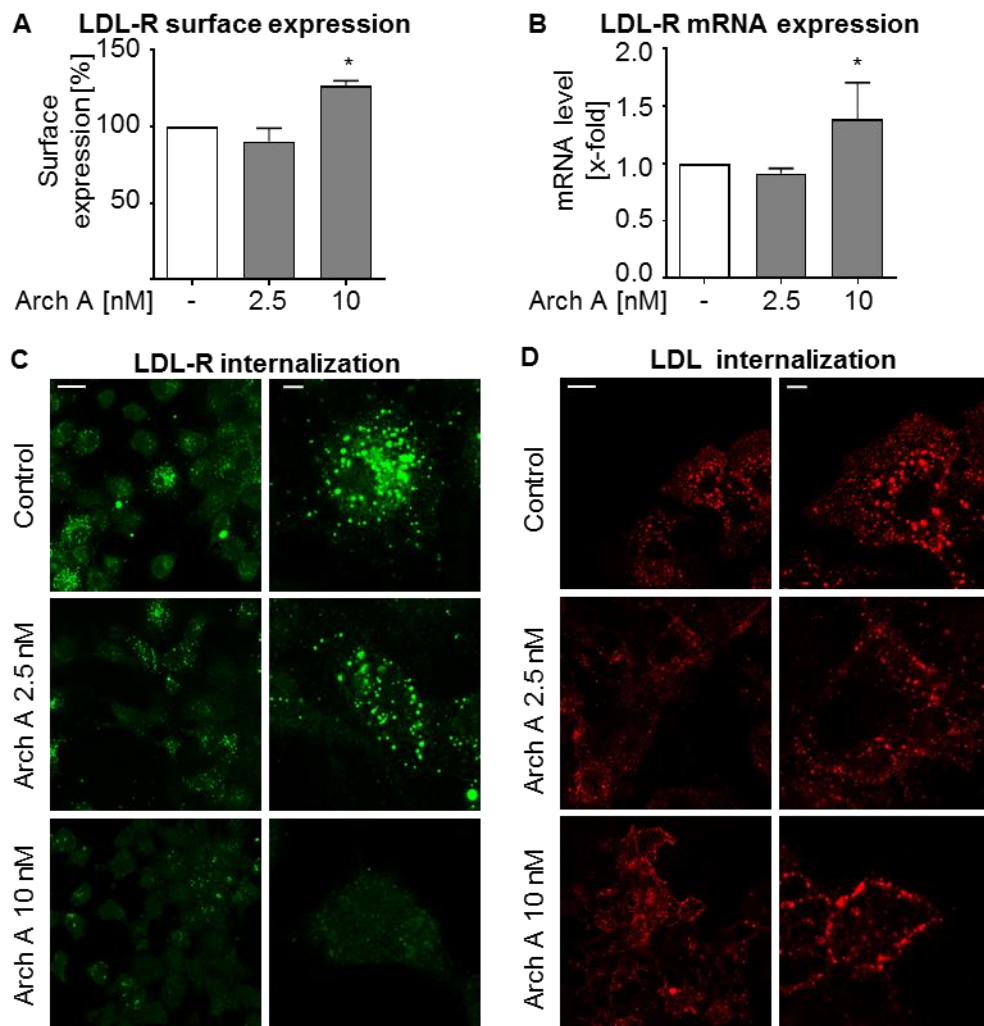 A LDL-R surface expression
Surface
expression [%]
150
*
100
50
Arch A [nM] - 2.5 10
B LDL-R mRNA expression
mRNA level
[x-fold]
2.0
*
1.5
1.0
0.5
0.0
Arch A [nM] - 2.5 10
C LDL-R internalization
Control
Arch A 2.5 nM
Arch A 10 nM
D LDL internalization
Control
Arch A 2.5 nM
Arch A 10 nM